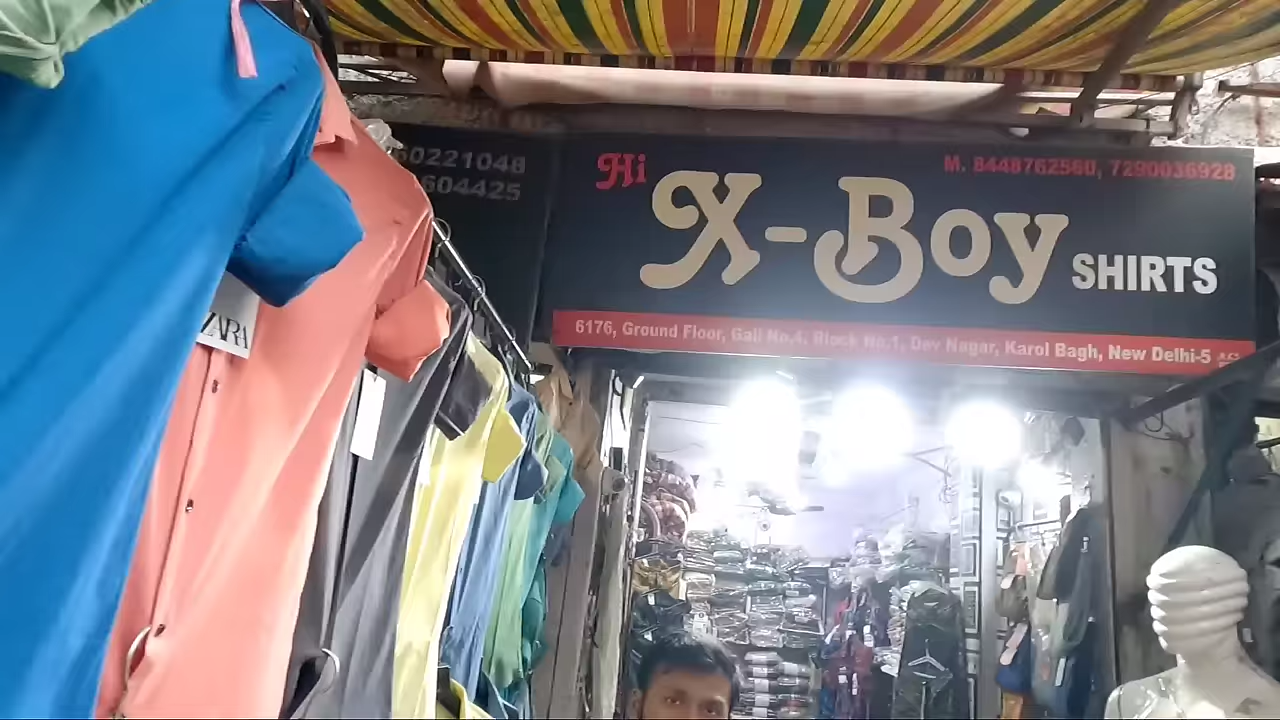 60221048
604425
Hi
X-Boy
SHIRTS
M. 8448762560, 7290036928
6176, Ground Floor, Gali No.4, Block No.1, Dev Nagar, Karol Bagh, New Delhi-5
ZARA